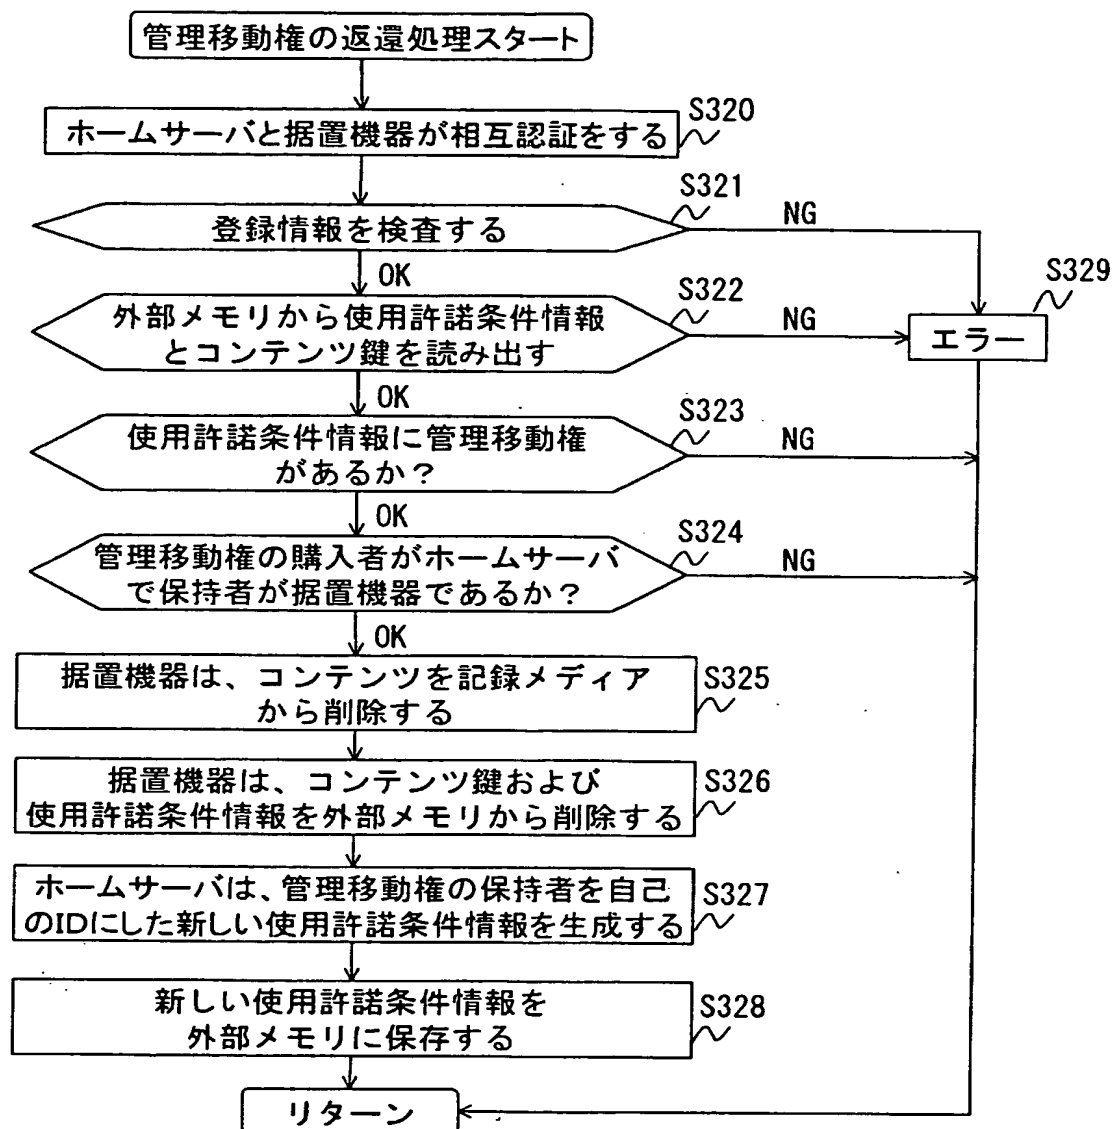 管理移動権の返還処理スタート
S320
ホームサーバと据置機器が相互認証をする
S321
登録情報を検査する
NG
OK
S329
エラー
S322
外部メモリから使用許諾条件情報
とコンテンツ鍵を読み出す
NG
OK
S323
使用許諾条件情報に管理移動権
があるか?
NG
OK
S324
管理移動権の購入者がホームサーバ
で保持者が据置機器であるか?
NG
OK
S325
据置機器は、コンテンツを記録メディア
から削除する
S326
据置機器は、コンテンツ鍵および
使用許諾条件情報を外部メモリから削除する
S327
ホームサーバは、管理移動権の保持者を自己
のIDにした新しい使用許諾条件情報を生成する
S328
新しい使用許諾条件情報を
外部メモリに保存する
リターン